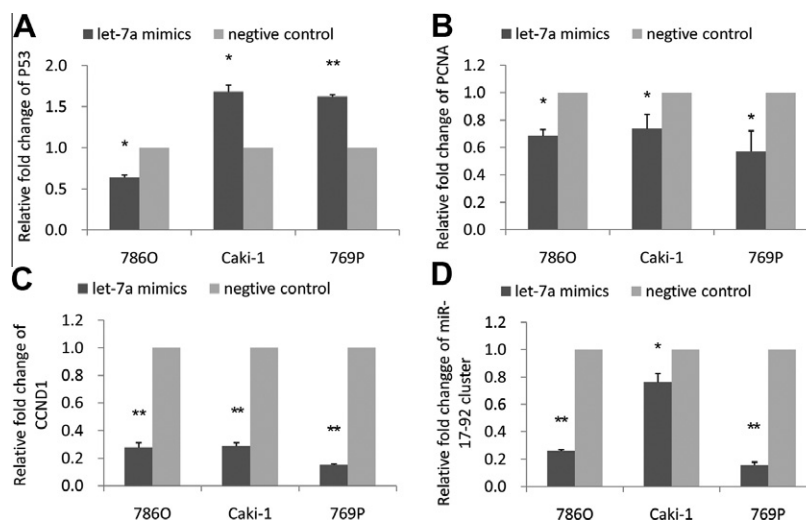 A
let-7a mimics negtive control
Relative fold change of P53
2.0
1.5
1.0
0.5
0.0
* * **
786O Caki-1 769P
B
let-7a mimics negtive control
Relative fold change of PCNA
1.2
1.0
0.8
0.6
0.4
0.2
0.0
* * *
786O Caki-1 769P
C
let-7a mimics negtive control
Relative fold change of
CCND1
1.2
1.0
0.8
0.6
0.4
0.2
0.0
** ** **
786O Caki-1 769P
D
let-7a mimics negtive control
Relative fold changge of miR-
17-92 cluster
1.2
1.0
0.8
0.6
0.4
0.2
0.0
** * **
786O Caki-1 769P